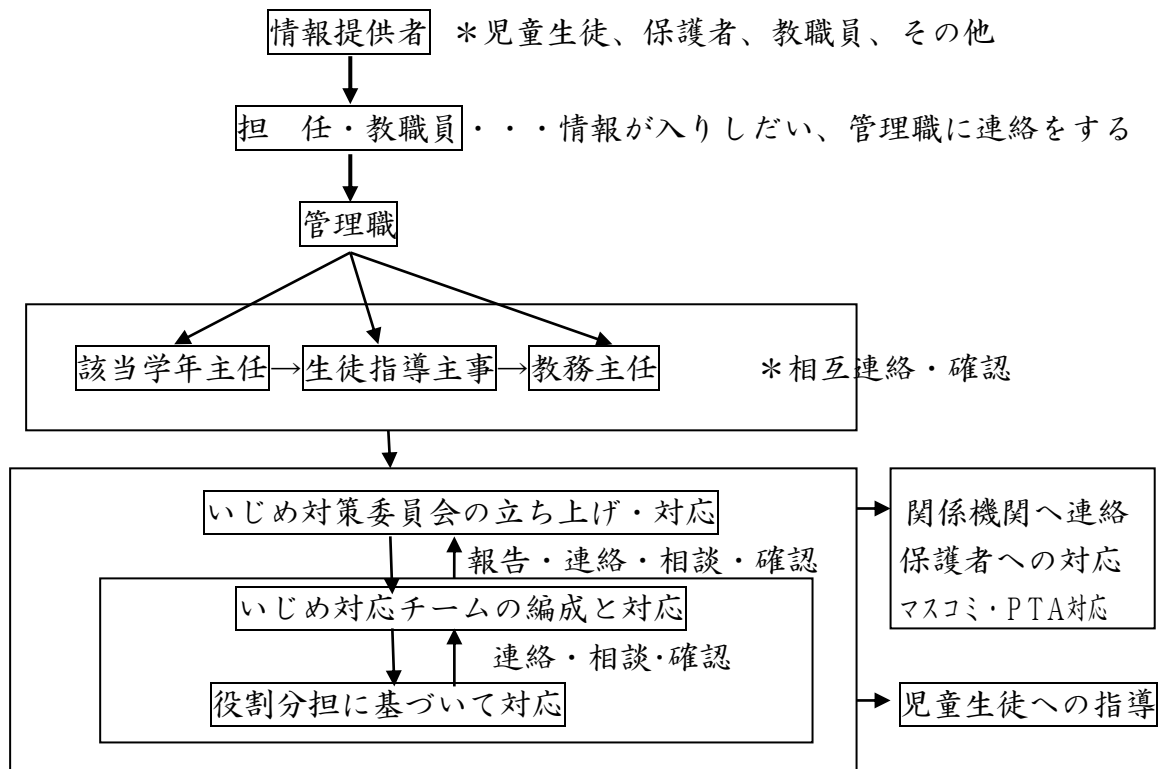 情報提供者 ＊児童生徒、保護者、教職員、その他
担　任・教職員・・・情報が入りしだい、管理職に連絡をする
管理職
該当学年主任→生徒指導主事→教務主任 ＊相互連絡・確認
いじめ対策委員会の立ち上げ・対応
報告・連絡・相談・確認
いじめ対応チームの編成と対応
連絡・相談・確認
役割分担に基づいて対応
関係機関へ連絡
保護者への対応
マスコミ・ＰＴＡ対応
児童生徒への指導